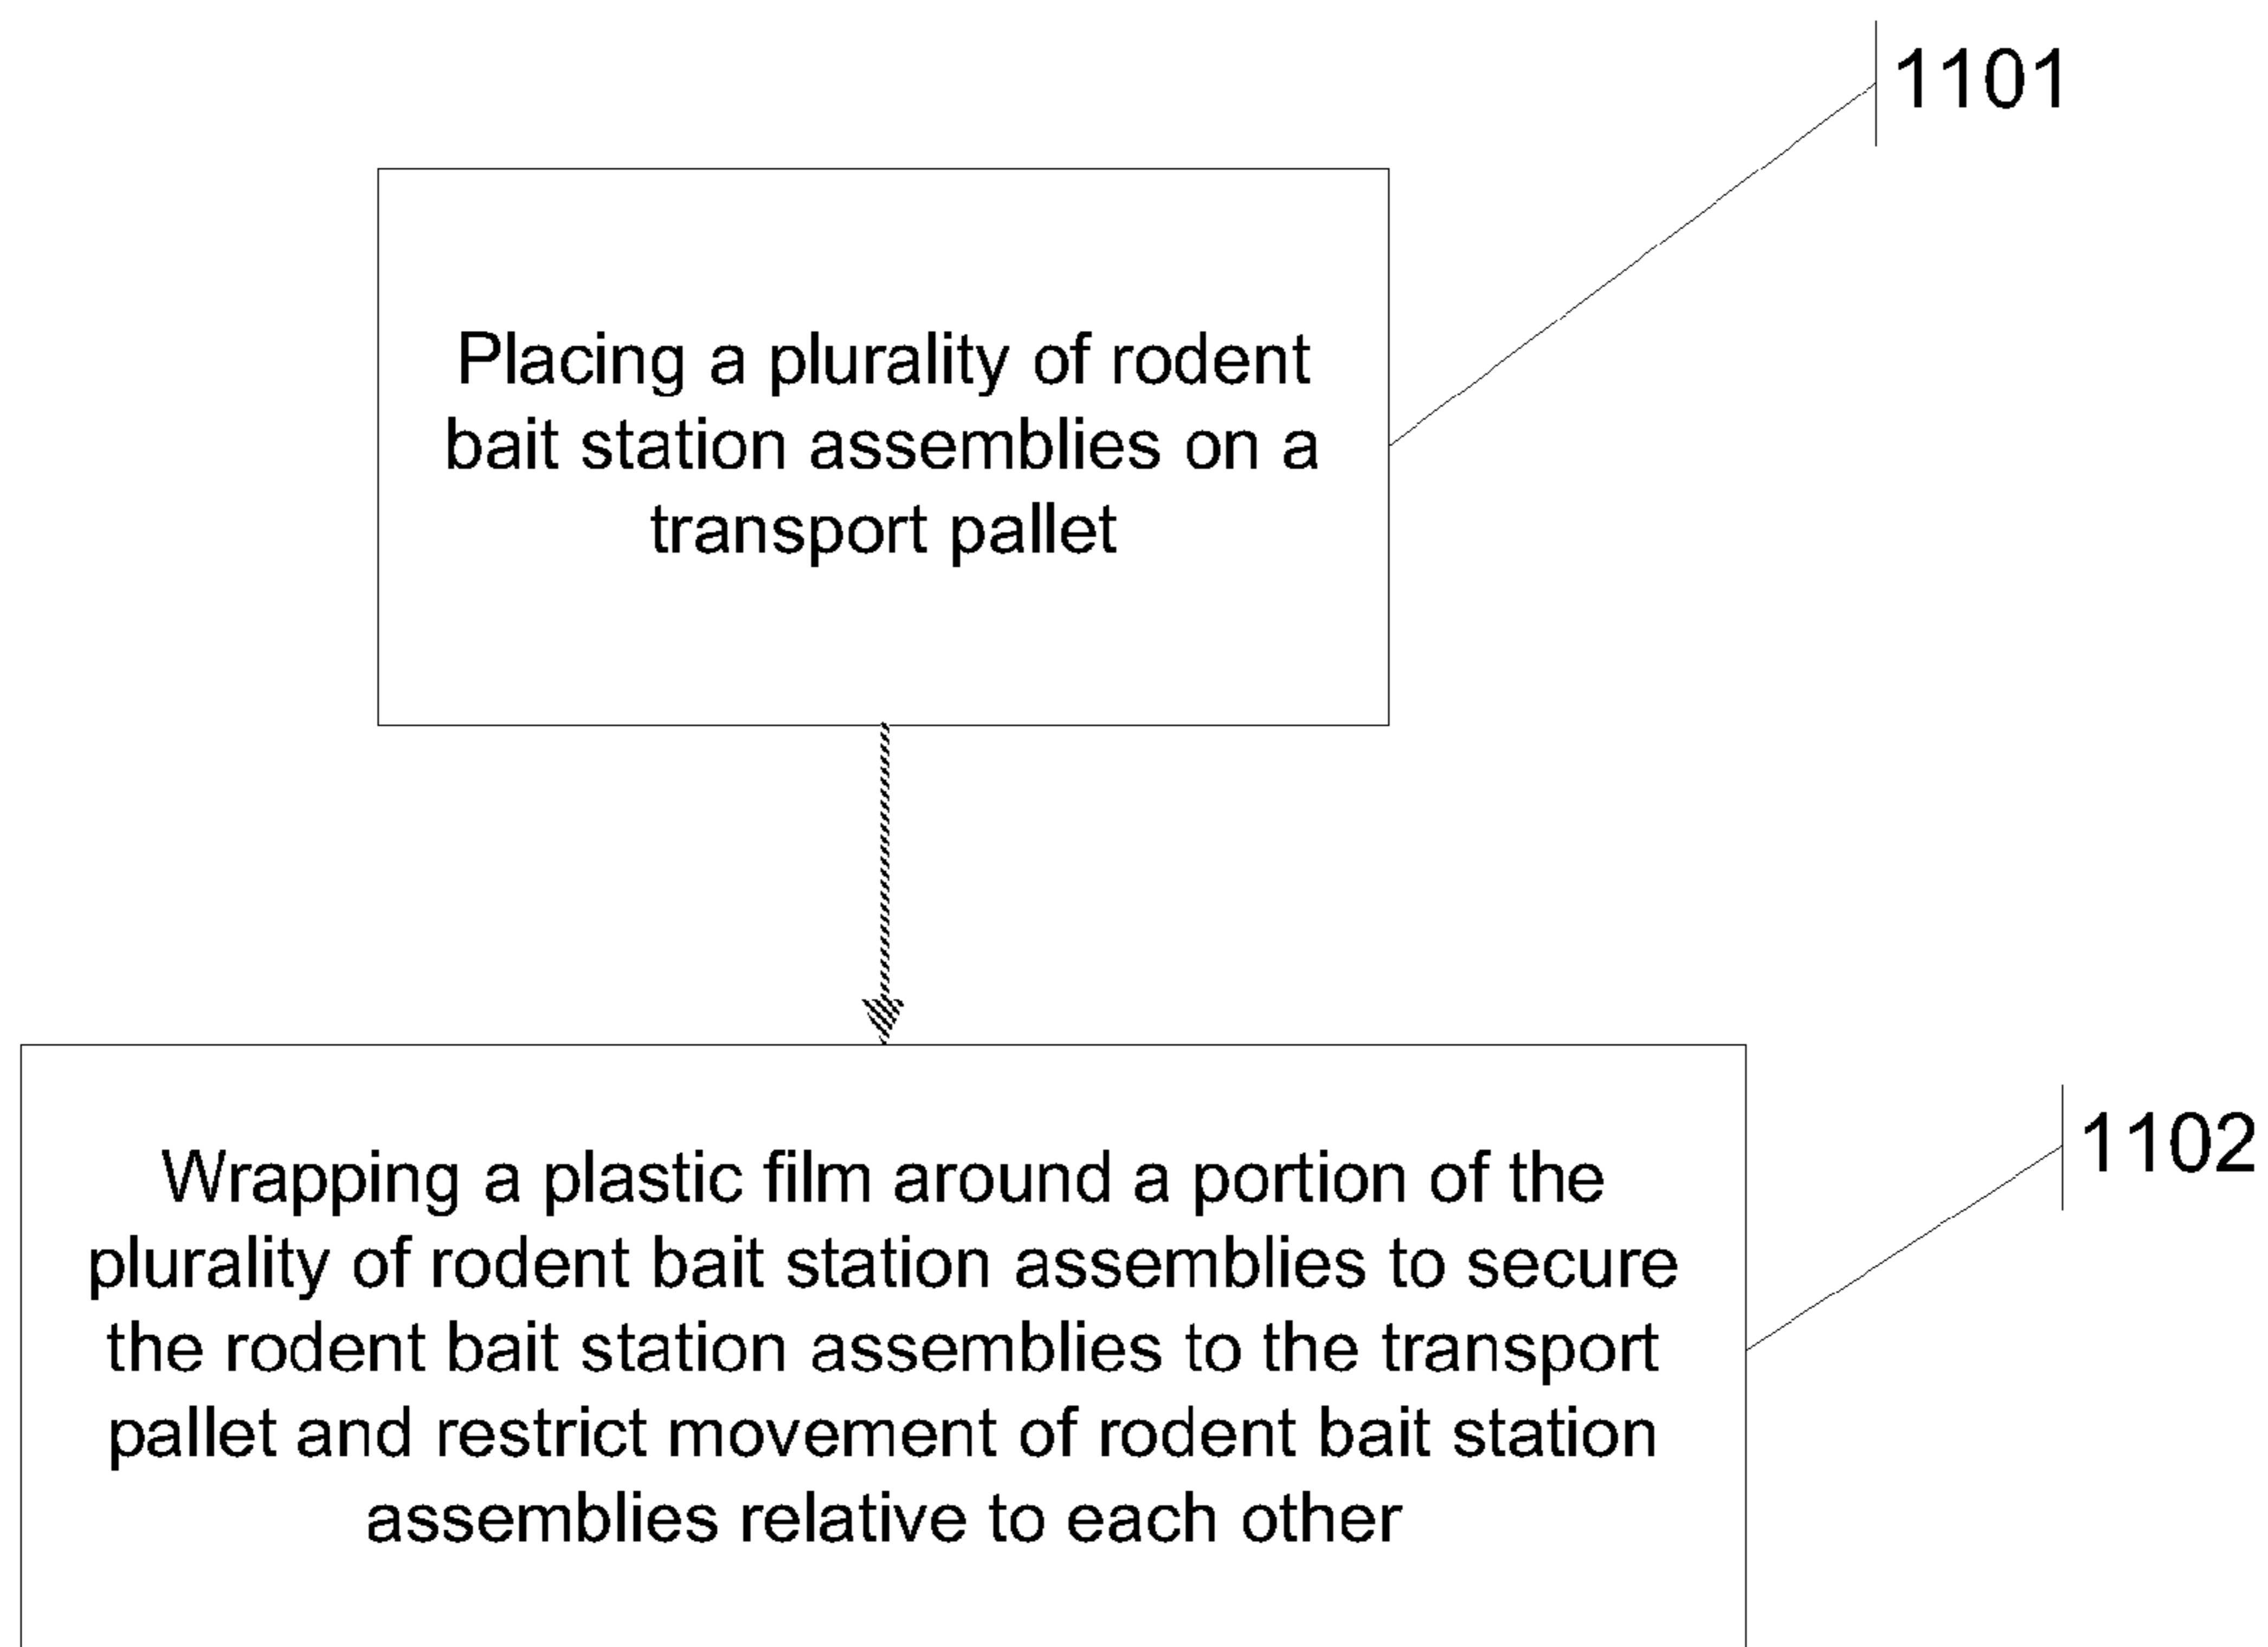 1101
Placing a plurality of rodent
bait station assemblies on a
transport pallet
1102
Wrapping a plastic film around a portion of the
plurality of rodent bait station assemblies to secure
the rodent bait station assemblies to the transport
pallet and restrict movement of rodent bait station
assemblies relative to each other